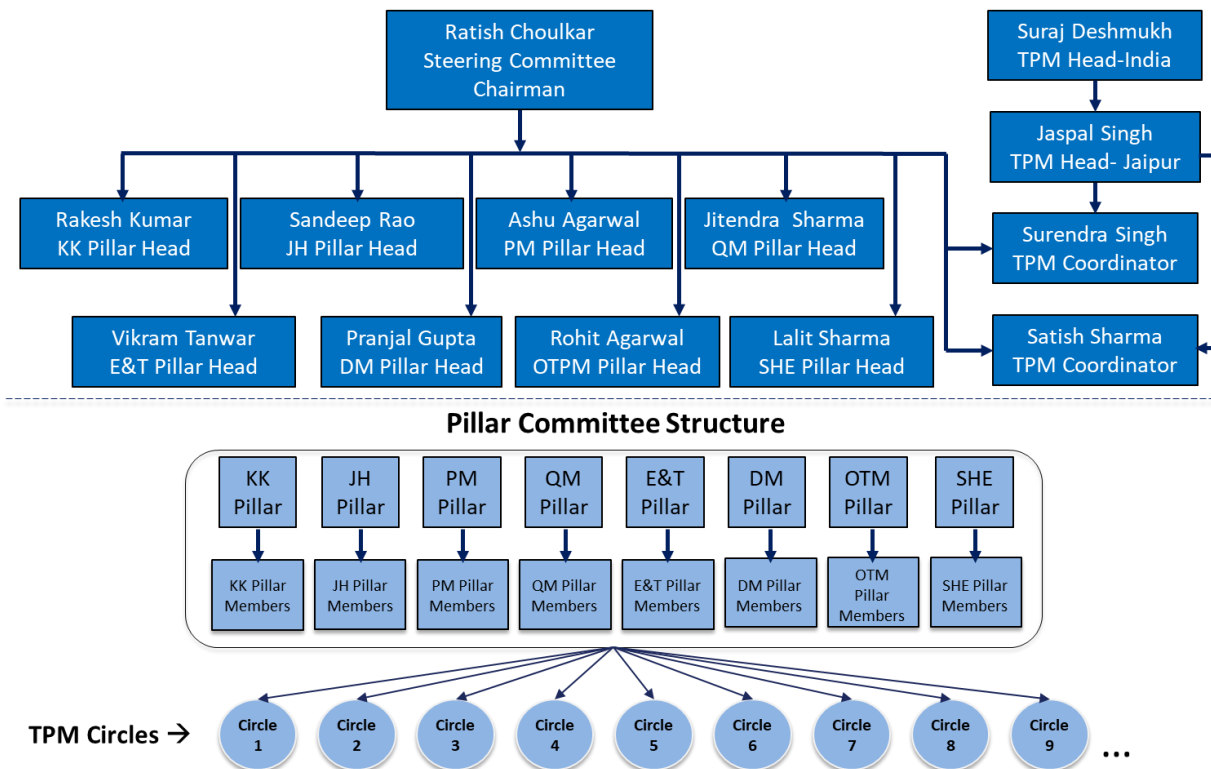 Ratish Choulkar
Steering Committee
Chairman
Suraj Deshmukh
TPM Head-India
Jaspal Singh
TPM Head- Jaipur
Rakesh Kumar
KK Pillar Head
Sandeep Rao
JH Pillar Head
Ashu Agarwal
PM Pillar Head
Jitendra Sharma
QM Pillar Head
Surendra Singh
TPM Coordinator
Vikram Tanwar
E&T Pillar Head
Pranjal Gupta
DM Pillar Head
Rohit Agarwal
OTPM Pillar Head
Lalit Sharma
SHE Pillar Head
Satish Sharma
TPM Coordinator
Pillar Committee Structure
KK
Pillar
JH
Pillar
PM
Pillar
QM
Pillar
E&T
Pillar
DM
Pillar
OTM
Pillar
SHE
Pillar
KK Pillar
Members
JH Pillar
Members
PM Pillar
Members
QM Pillar
Members
E&T Pillar
Members
DM Pillar
Members
OTM
Pillar
Members
SHE Pillar
Members
TPM Circles →
Circle
1
Circle
2
Circle
3
Circle
4
Circle
5
Circle
6
Circle
7
Circle
8
Circle
9
...